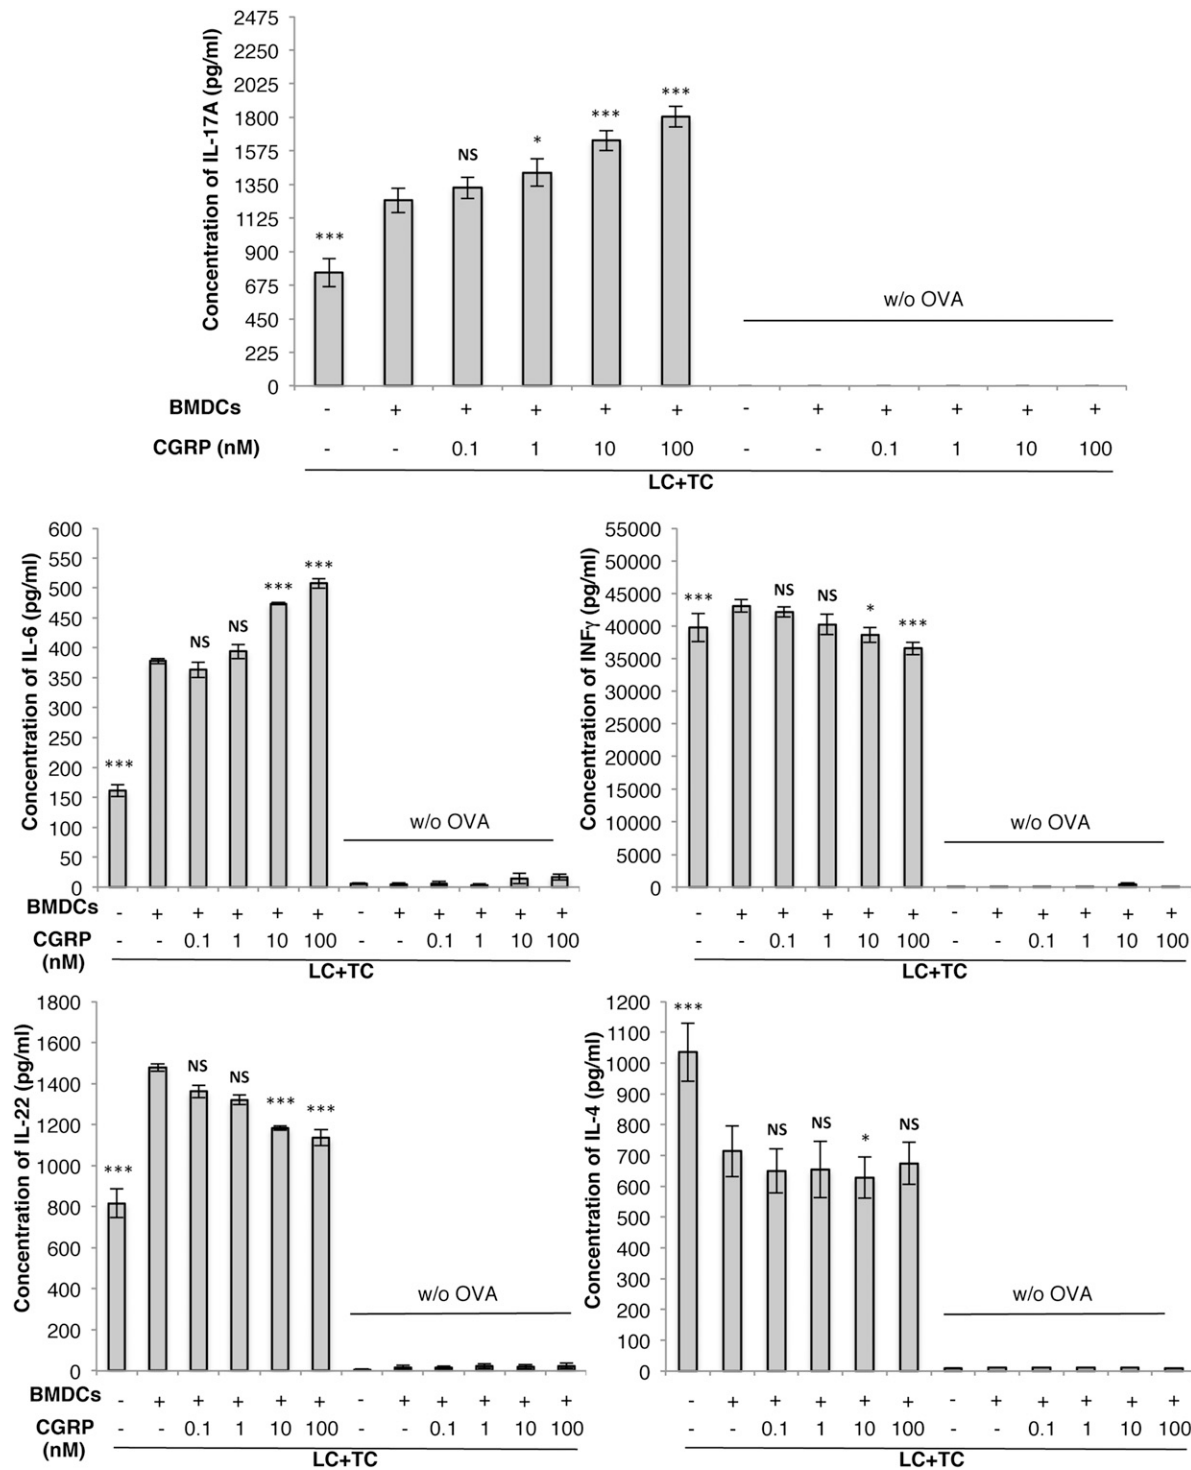 Concentration of IL-17A (pg/ml)
2475
2250
2025
1800
1575
1350
1125
900
675
450
225
0
***
NS
*
***
***
w/o OVA
BMDCs - + + + + + - + + + + +
CGRP (nM) - - 0.1 1 10 100 - - 0.1 1 10 100
LC+TC
Concentration of IL-6 (pg/ml)
600
550
500
450
400
350
300
250
200
150
100
50
0
***
NS
NS
***
***
w/o OVA
BMDCs - + + + + + - + + + + +
CGRP - - 0.1 1 10 100 - - 0.1 1 10 100
(nM)
LC+TC
Concentration of INFγ (pg/ml)
55000
50000
45000
40000
35000
30000
25000
20000
15000
10000
5000
0
***
NS
NS
*
***
w/o OVA
- + + + + + - + + + + +
- - 0.1 1 10 100 - - 0.1 1 10 100
LC+TC
Concentration of IL-22 (pg/ml)
1800
1600
1400
1200
1000
800
600
400
200
0
***
NS
NS
***
***
w/o OVA
BMDCs - + + + + + - + + + + +
CGRP - - 0.1 1 10 100 - - 0.1 1 10 100
(nM)
LC+TC
Concentration of IL-4 (pg/ml)
1200
1100
1000
900
800
700
600
500
400
300
200
100
0
***
NS
NS
*
NS
w/o OVA
- + + + + + - + + + + +
- - 0.1 1 10 100 - - 0.1 1 10 100
LC+TC